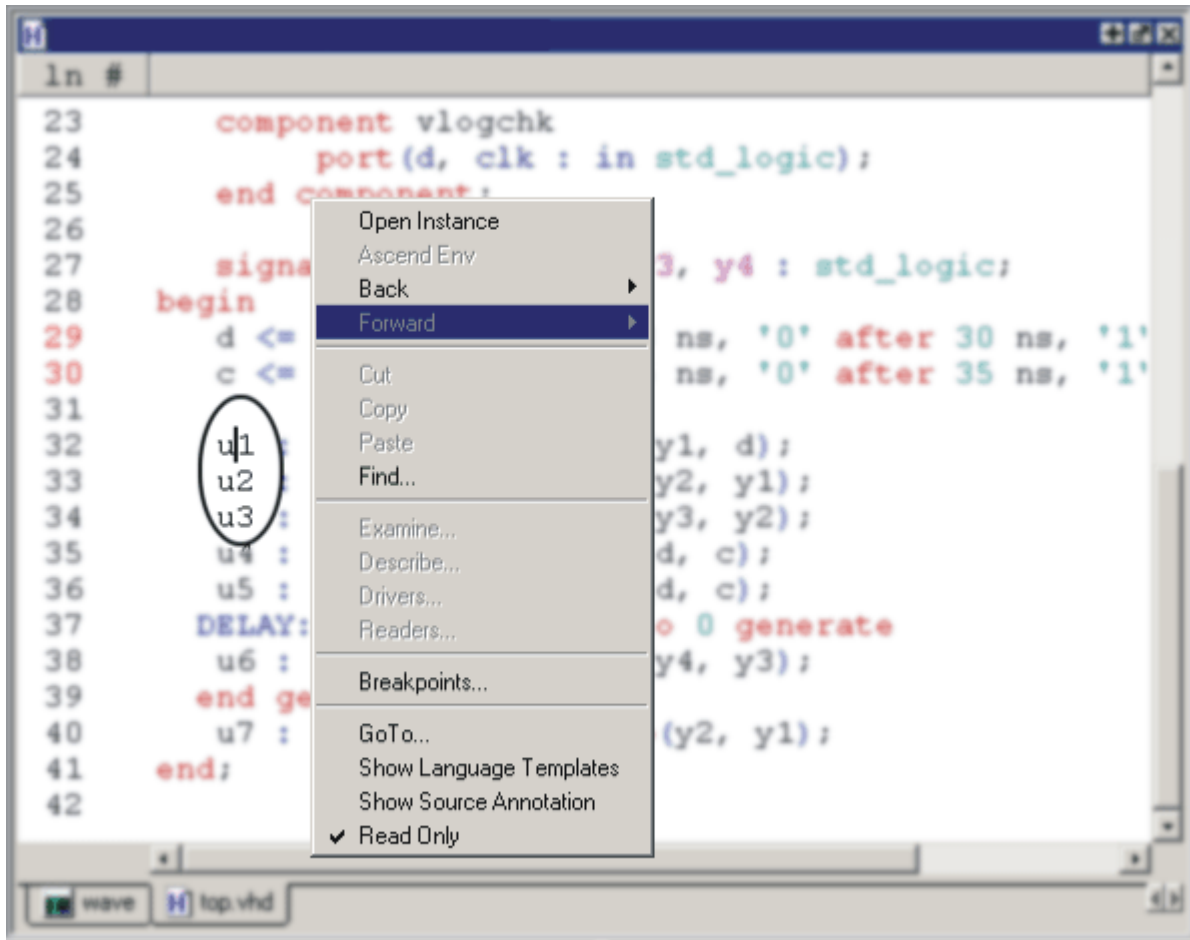 ln #
23 component vlogchk
24 port(d, clk : in std_logic);
25 end component;
26
27 signa 3, y4 : std_logic;
28 begin
29 d <= ns, '0' after 30 ns, '1'
30 c <= ns, '0' after 35 ns, '1'
31
32 u1 : y1, d);
33 u2 : y2, y1);
34 u3 : y3, y2);
35 u4 : d, c);
36 u5 : d, c);
37 DELAY: o 0 generate
38 u6 : y4, y3);
39 end ge
40 u7 : (y2, y1);
41 end;
42
Open Instance
Ascend Env
Back
Forward
Cut
Copy
Paste
Find...
Examine...
Describe...
Drivers...
Readers...
Breakpoints...
GoTo...
Show Language Templates
Show Source Annotation
Read Only
wave
H top.vhd